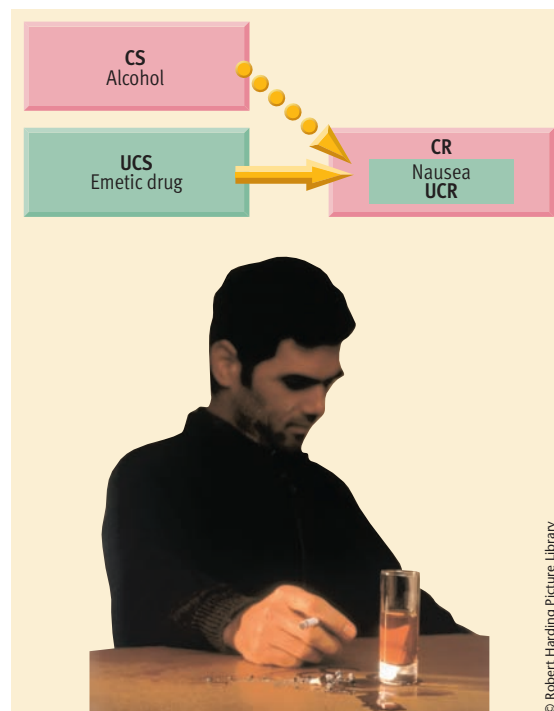 CS
Alcohol
UCS
Emetic drug
CR
Nausea
UCR
© Robert Harding Picture Library